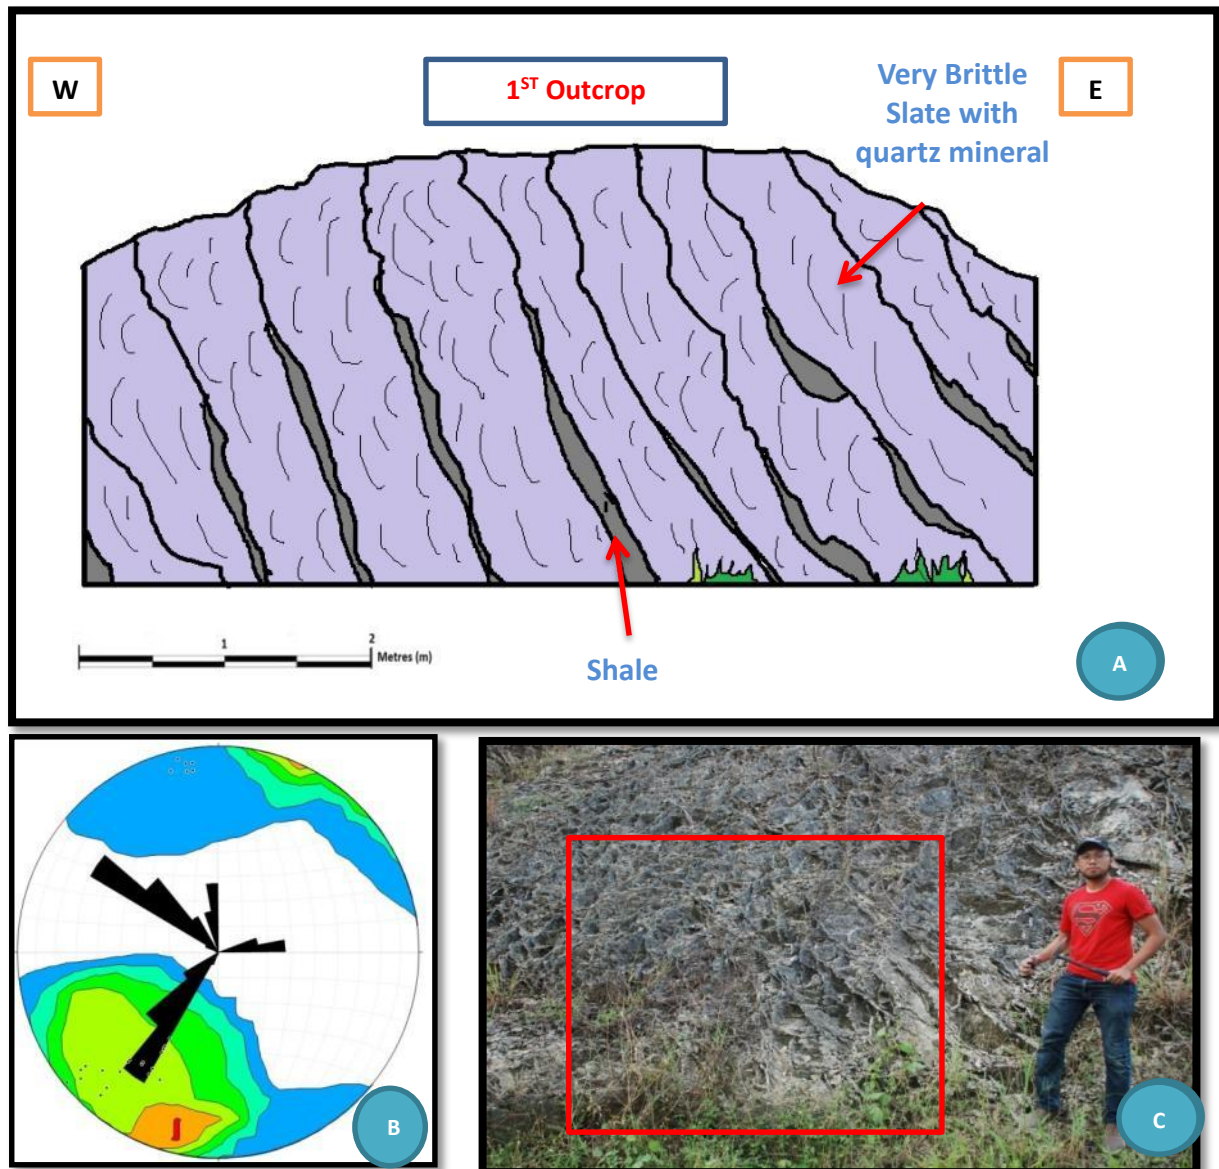 W
1ST Outcrop
Very Brittle
Slate with
quartz mineral
E
1
2
Metres (m)
Shale
A
B
C